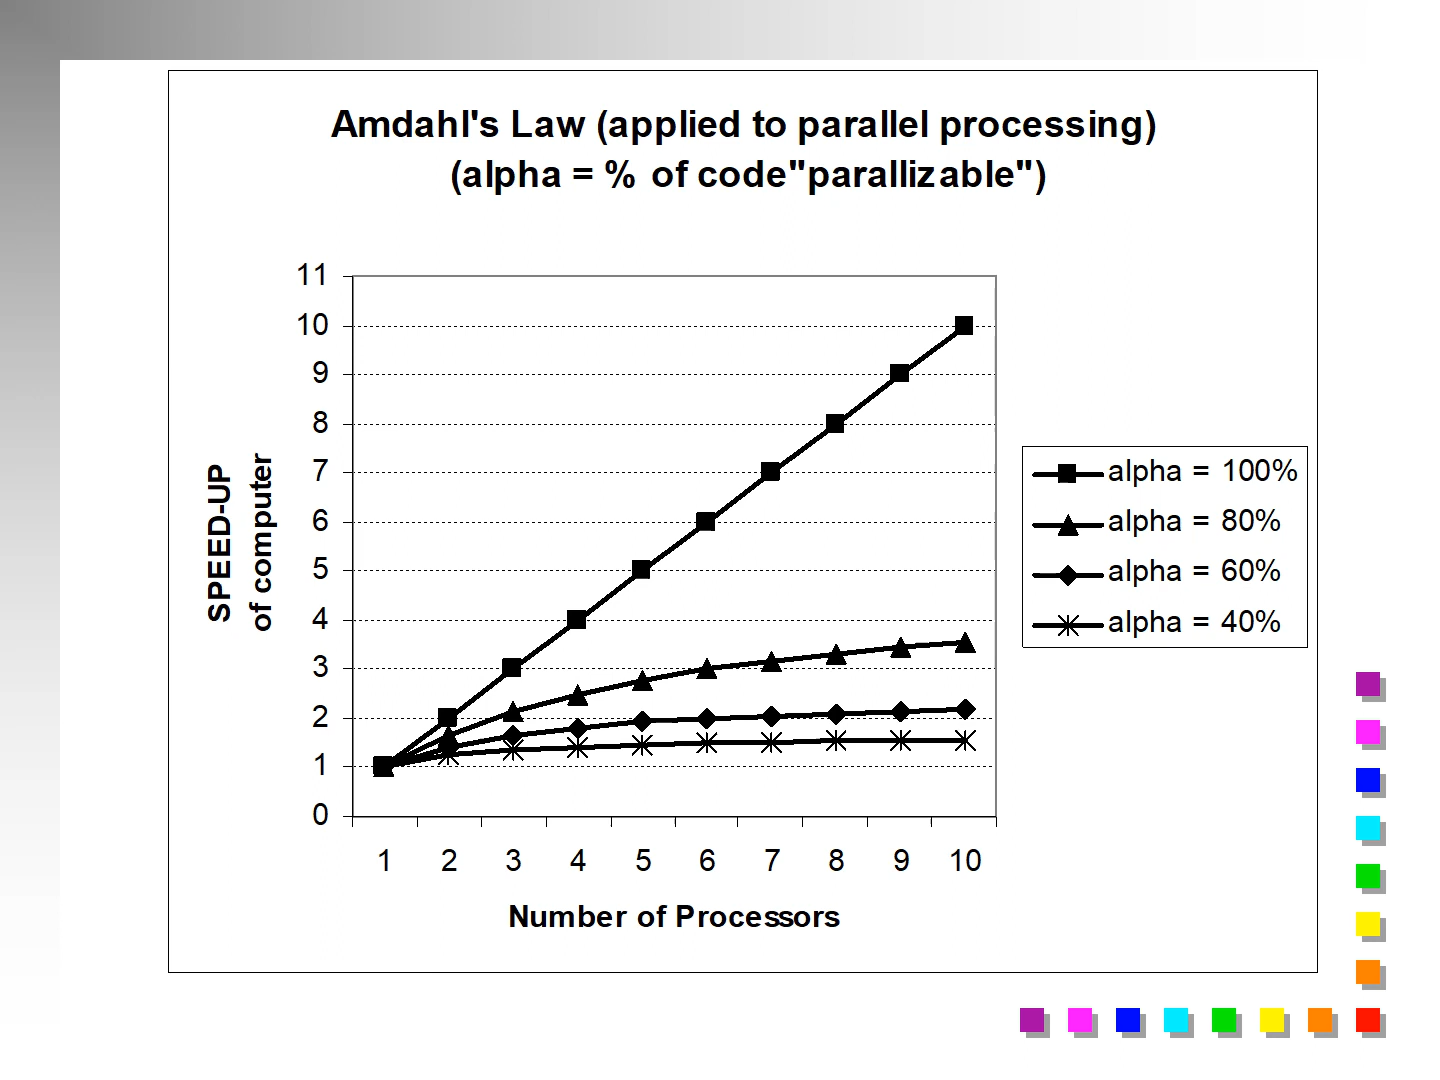 Amdahl's Law (applied to parallel processing)
(alpha = % of code"parallizable")
11
10
9
8
7
6
5
4
3
2
1
0
SPEED-UP
of computer
1 2 3 4 5 6 7 8 9 10
Number of Processors
alpha = 100%
alpha = 80%
alpha = 60%
alpha = 40%